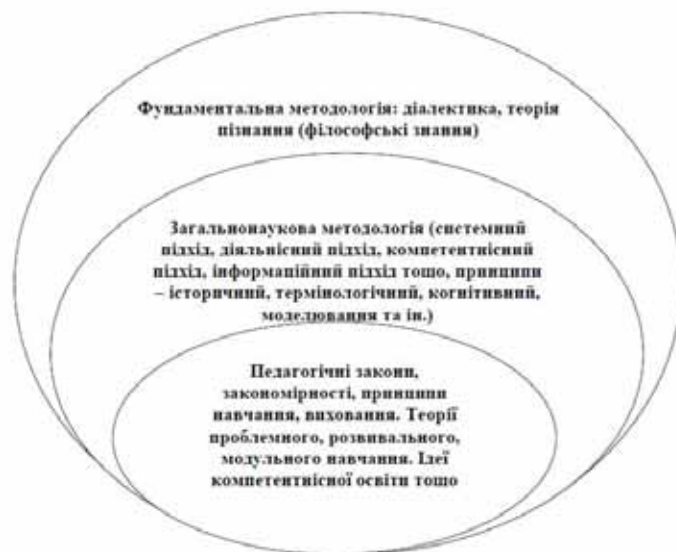 Фундаментальна методологія: діалектика, теорія
пізнання (філософські знання)
Загальнонаукова методологія (системний
підхід, діяльнісний підхід, компетентнісний
підхід, інформаційний підхід тощо, принципи
– історичний, термінологічний, когнітивний,
моделювання та ін.)
Педагогічні закони,
закономірності, принципи
навчання, виховання. Теорії
проблемного, розвивального,
модульного навчання. Ідеї
компетентнісної освіти тощо